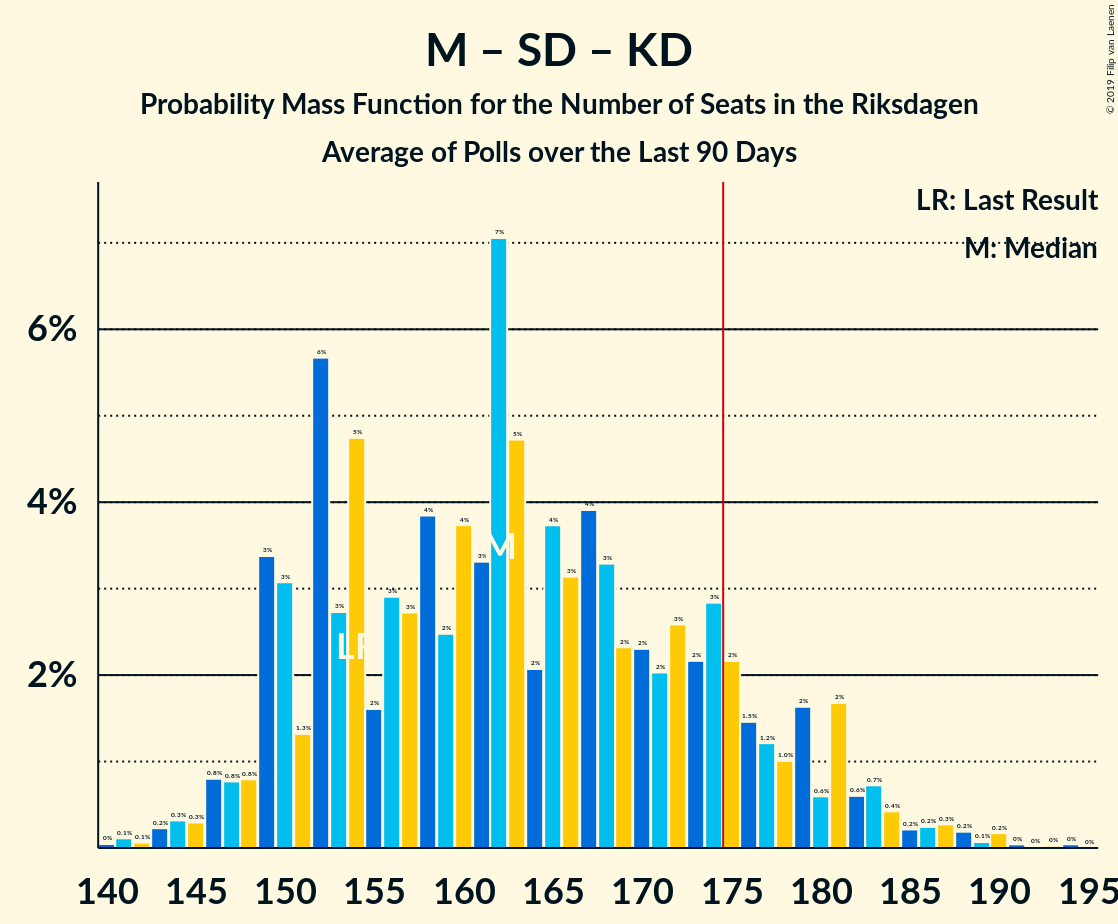 M – SD – KD
Probability Mass Function for the Number of Seats in the Riksdagen
Average of Polls over the Last 90 Days
© 2019 Filip van Laenen
LR: Last Result
M: Median
6%
4%
2%
0% 0.1% 0.1% 0.2% 0.3% 0.3% 0.8% 0.8% 0.8% 3% 3% 1.3% 6% 3% 5% 2% 3% 3% 4% 2% 4% 3% 7% 5% 2% 4% 3% 4% 3% 2% 2% 2% 3% 2% 3% 2% 1.5% 1.2% 1.0% 2% 0.6% 2% 0.6% 0.7% 0.4% 0.2% 0.2% 0.3% 0.2% 0.1% 0.2% 0% 0% 0% 0% 0%
LR
M
140 145 150 155 160 165 170 175 180 185 190 195